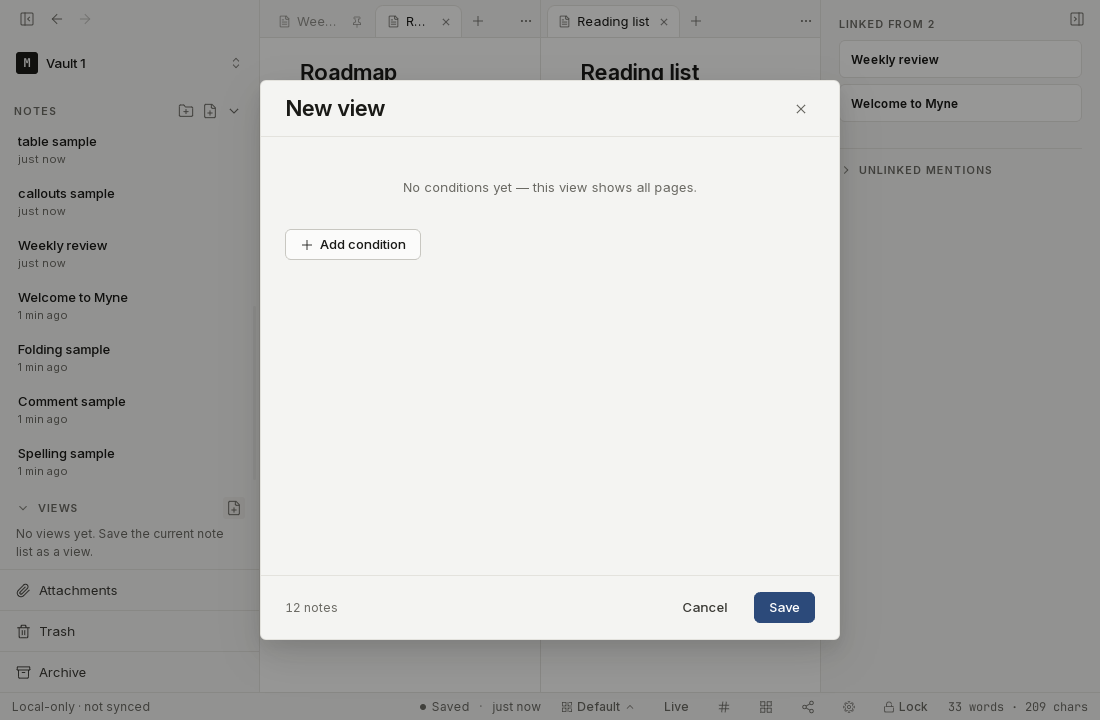 Vault 1
NOTES
table sample
just now
callouts sample
just now
Weekly review
just now
Welcome to Myne
1 min ago
Folding sample
1 min ago
Comment sample
1 min ago
Spelling sample
1 min ago
VIEWS
No views yet. Save the current note
list as a view.
Attachments
Trash
Archive
Wee...
R...
Reading list
Roadmap
Reading list
New view
No conditions yet — this view shows all pages.
Add condition
12 notes
Cancel
Save
LINKED FROM 2
Weekly review
Welcome to Myne
UNLINKED MENTIONS
Local-only · not synced
Saved · just now
Default
Live
Lock
33 words · 209 chars